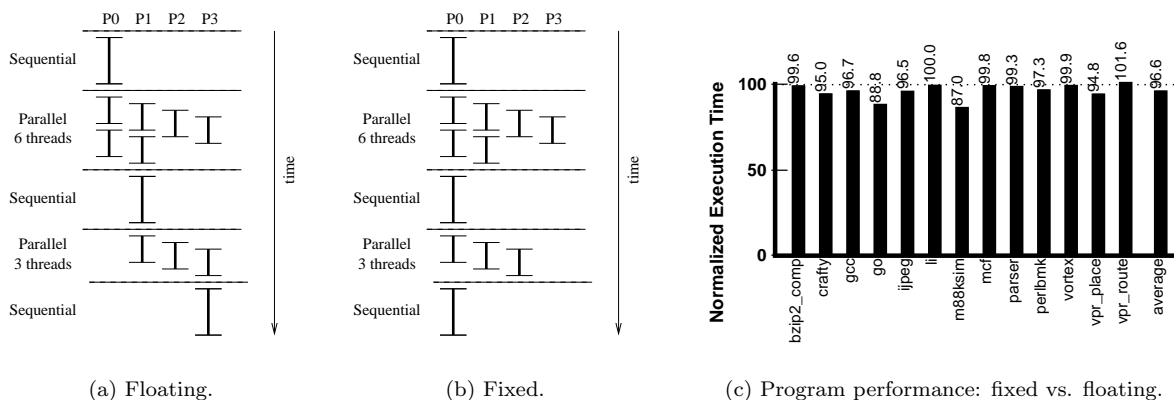 P0 P1 P2 P3
Sequential
Parallel
6 threads
Sequential
Parallel
3 threads
Sequential
time
(a) Floating.
P0 P1 P2 P3
Sequential
Parallel
6 threads
Sequential
Parallel
3 threads
Sequential
time
(b) Fixed.
Normalized Execution Time
100
50
0
99.6
95.0
96.7
88.8
96.5
100.0
87.0
99.8
99.3
97.3
99.9
94.8
101.6
96.6
bzip2_comp
crafty
gcc
go
ijpeg
li
m88ksim
mcf
parser
perlbmk
vortex
vpr_place
vpr_route
average
(c) Program performance: fixed vs. floating.